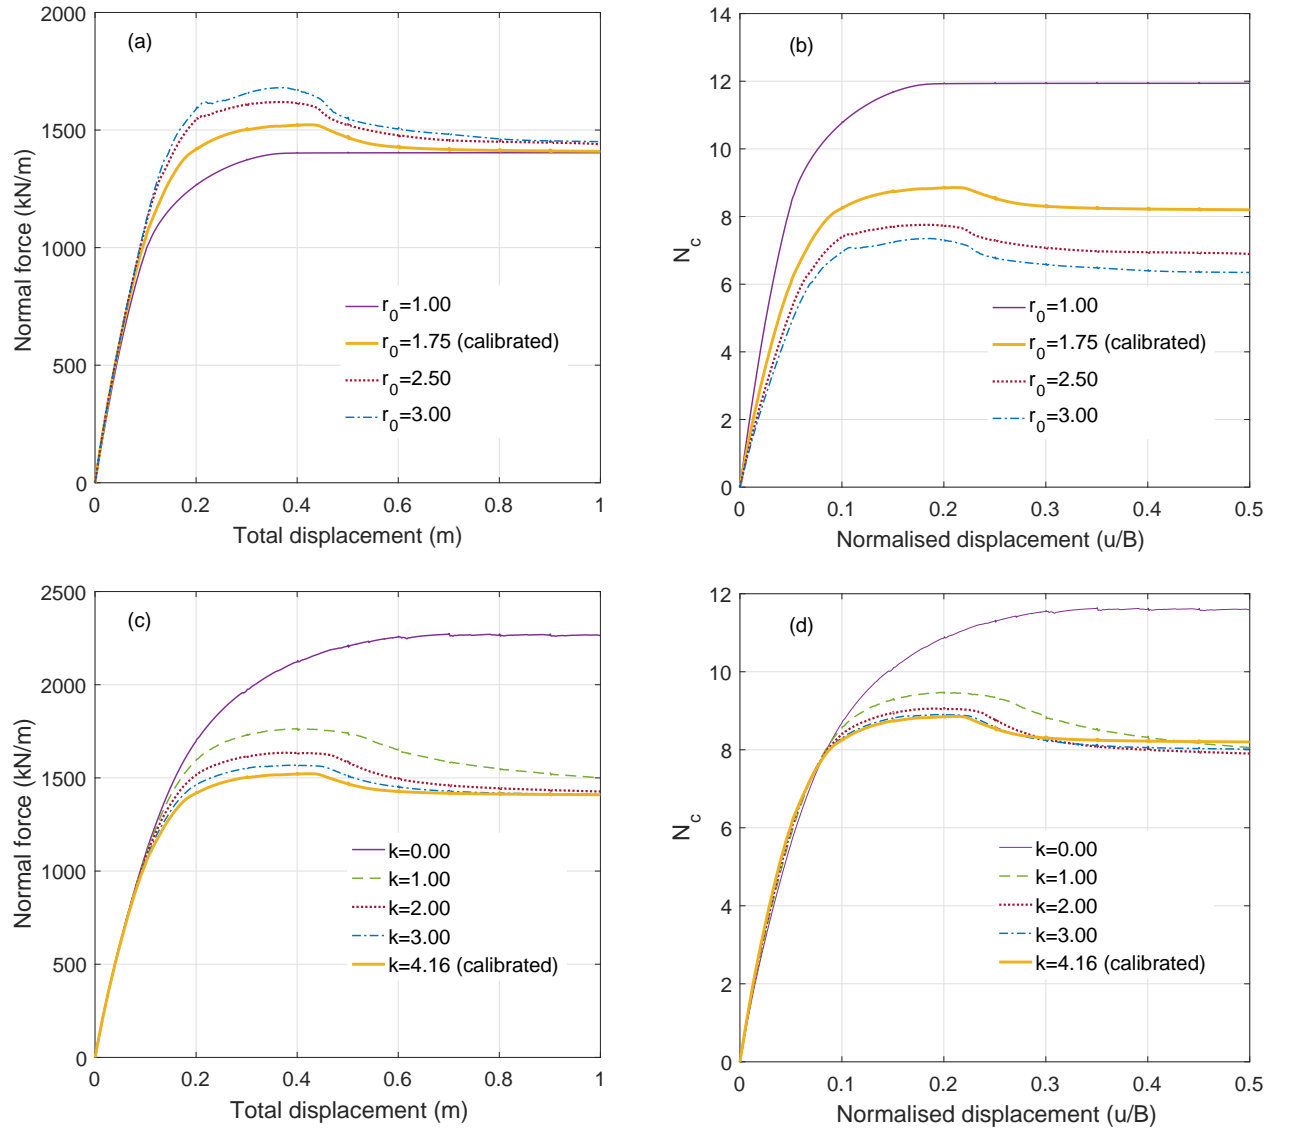 (a)
Normal force (kN/m)
2000
1500
1000
500
0
r0=1.00
r0=1.75 (calibrated)
r0=2.50
r0=3.00
0 0.2 0.4 0.6 0.8 1
Total displacement (m)
(b)
Nc
14
12
10
8
6
4
2
0
r0=1.00
r0=1.75 (calibrated)
r0=2.50
r0=3.00
0 0.1 0.2 0.3 0.4 0.5
Normalised displacement (u/B)
(c)
Normal force (kN/m)
2500
2000
1500
1000
500
0
k=0.00
k=1.00
k=2.00
k=3.00
k=4.16 (calibrated)
0 0.2 0.4 0.6 0.8 1
Total displacement (m)
(d)
Nc
12
10
8
6
4
2
0
k=0.00
k=1.00
k=2.00
k=3.00
k=4.16 (calibrated)
0 0.1 0.2 0.3 0.4 0.5
Normalised displacement (u/B)